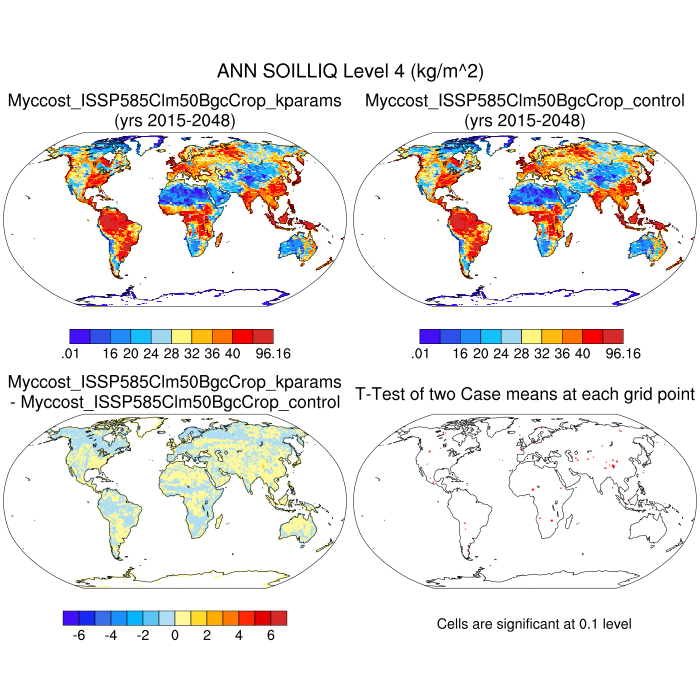 ANN SOILLIQ Level 4 (kg/m^2)
Myccost_ISSP585Clm50BgcCrop_kparams
(yrs 2015-2048)
Myccost_ISSP585Clm50BgcCrop_control
(yrs 2015-2048)
.01 16 20 24 28 32 36 40 96.16
.01 16 20 24 28 32 36 40 96.16
Myccost_ISSP585Clm50BgcCrop_kparams
- Myccost_ISSP585Clm50BgcCrop_control
T-Test of two Case means at each grid point
-6 -4 -2 0 2 4 6
Cells are significant at 0.1 level